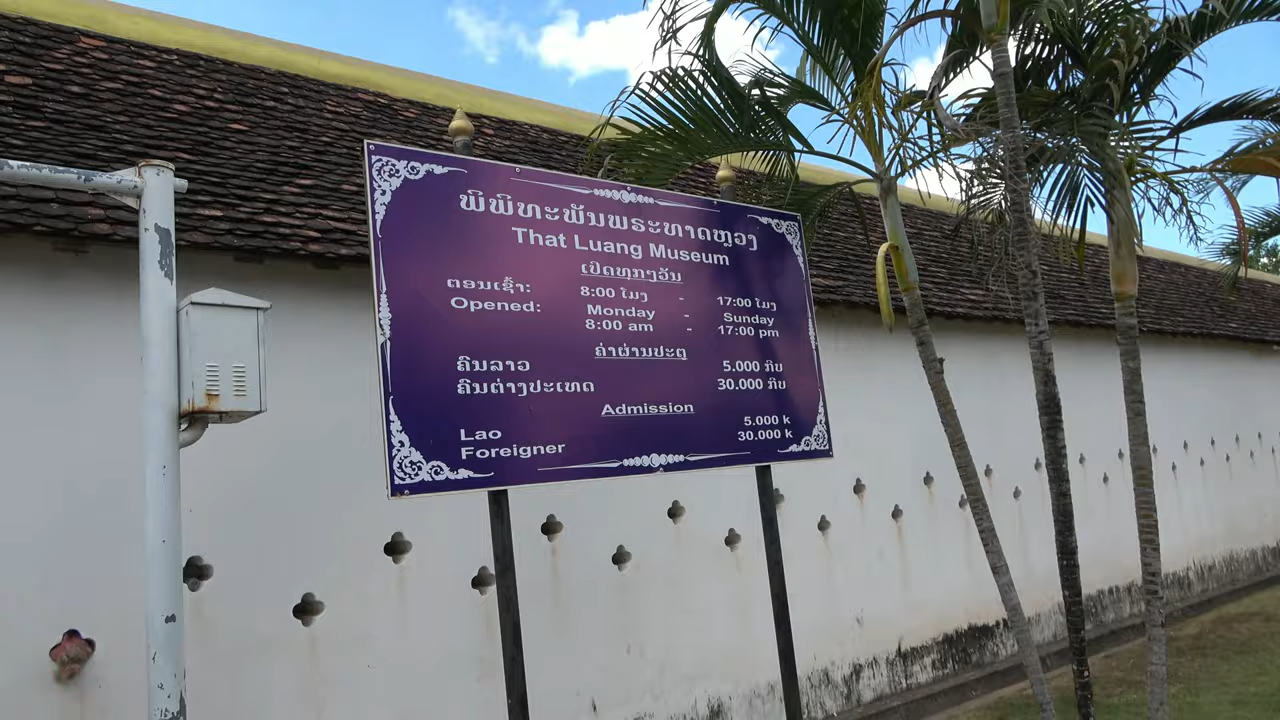 ພິພິທະພັນພຣະທາດຫຼວງ
That Luang Museum
ເປີດທຸກໆວັນ
ຕອນເຊົ້າ: 8:00 ໂມງ - 17:00 ໂມງ
Opened: Monday - Sunday
8:00 am - 17:00 pm
ຄ່າຜ່ານປະຕູ
ຄົນລາວ 5.000 ກີບ
ຄົນຕ່າງປະເທດ 30.000 ກີບ
Admission
Lao 5.000 k
Foreigner 30.000 k